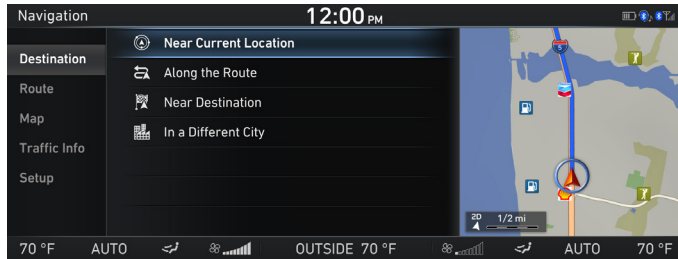 Navigation
12:00 PM
Destination
Route
Map
Traffic Info
Setup
Near Current Location
Along the Route
Near Destination
In a Different City
5
2D
1/2 mi
70 °F
AUTO
OUTSIDE 70 °F
AUTO
70 °F